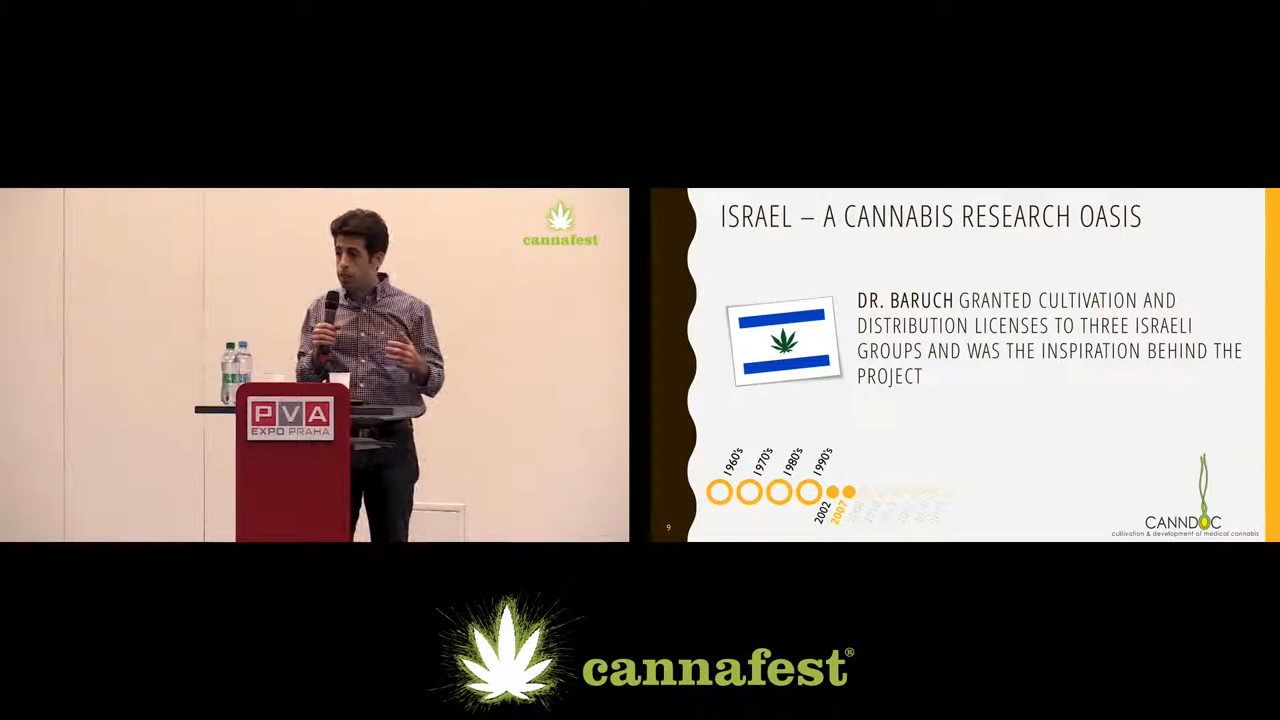 cannafest
PVA
EXPO PRAHA
ISRAEL – A CANNABIS RESEARCH OASIS
DR. BARUCH GRANTED CULTIVATION AND
DISTRIBUTION LICENSES TO THREE ISRAELI
GROUPS AND WAS THE INSPIRATION BEHIND THE
PROJECT
1960's
1970's
1980's
1990's
2002
2007
9
CANNDOC
cultivation & development of medical cannabis
cannafest®